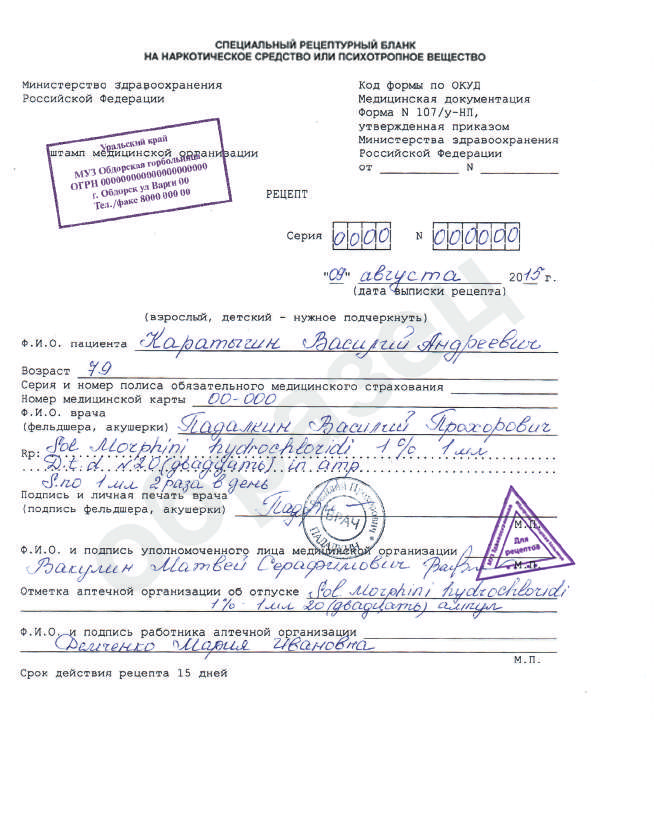 СПЕЦИАЛЬНЫЙ РЕЦЕПТУРНЫЙ БЛАНК
НА НАРКОТИЧЕСКОЕ СРЕДСТВО ИЛИ ПСИХОТРОПНОЕ ВЕЩЕСТВО
Министерство здравоохранения
Российской Федерации
Код формы по ОКУД
Медицинская документация
Форма N 107/у-НП,
утвержденная приказом
Министерства здравоохранения
Российской Федерации
от N
штамп медицинской организации
Уральский край
МУЗ Обдорская горбольница
ОГРН 000000000000000000000
г. Обдорск ул Варги 00
Тел./факс 8000 000 00
РЕЦЕПТ
Серия 0000 N 000000
"09" августа 2015 г.
(дата выписки рецепта)
(взрослый, детский - нужное подчеркнуть)
Ф.И.О. пациента Каратыгин Василий Андреевич
Возраст 79
Серия и номер полиса обязательного медицинского страхования
Номер медицинской карты 00-000
Ф.И.О. врача
(фельдшера, акушерки) Падалкин Василий Прохорович
Rp: Sol Morphini hydrochloridi 1% 1мл
D.t.d. N20 (двадцать) in amp.
S. по 1 мл 2 раза в день
Подпись и личная печать врача
(подпись фельдшера, акушерки)
ВРАЧ
ПАДАЛКИН
М.П.
Для
рецептов
Ф.И.О. и подпись уполномоченного лица медицинской организации
Вакулин Матвей Серафимович
М.П.
Отметка аптечной организации об отпуске Sol Morphini hydrochloridi
1% 1мл 20 (двадцать) ампул
Ф.И.О. и подпись работника аптечной организации
Демченко Мария Ивановна
М.П.
Срок действия рецепта 15 дней
образец